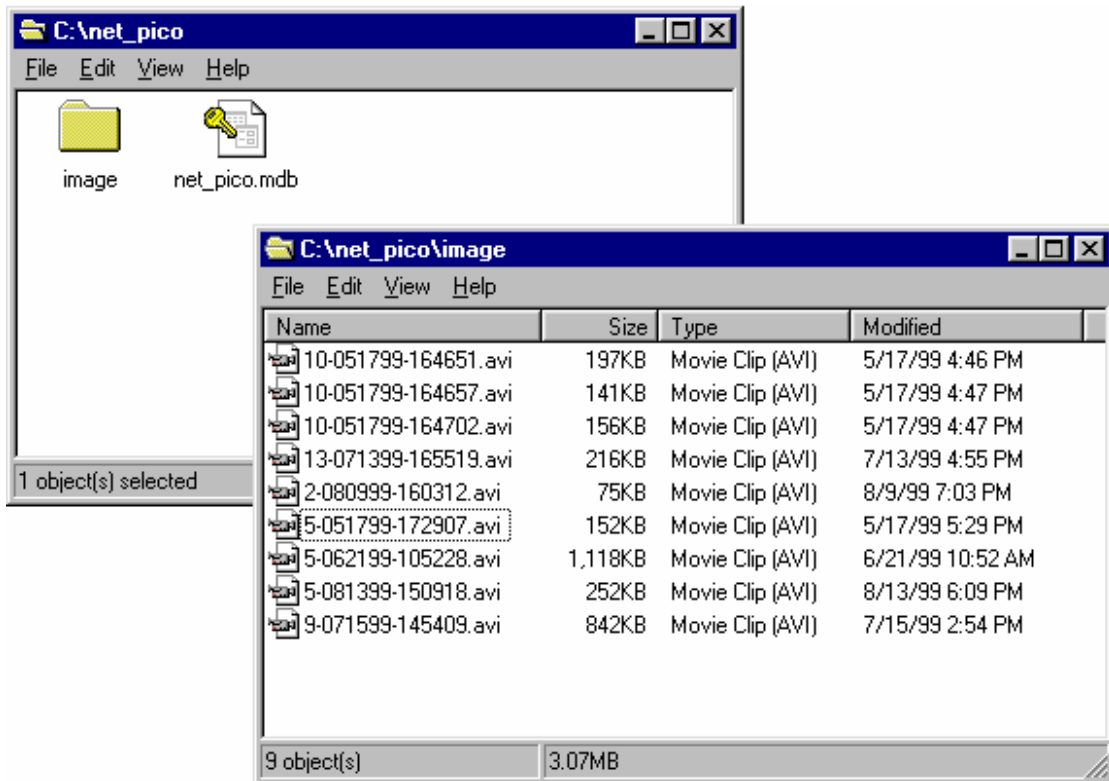 C:\net_pico
File Edit View Help
image net_pico.mdb
1 object(s) selected
C:\net_pico\image
File Edit View Help
Name Size Type Modified
10-051799-164651.avi 197KB Movie Clip (AVI) 5/17/99 4:46 PM
10-051799-164657.avi 141KB Movie Clip (AVI) 5/17/99 4:47 PM
10-051799-164702.avi 156KB Movie Clip (AVI) 5/17/99 4:47 PM
13-071399-165519.avi 216KB Movie Clip (AVI) 7/13/99 4:55 PM
2-080999-160312.avi 75KB Movie Clip (AVI) 8/9/99 7:03 PM
5-051799-172907.avi 152KB Movie Clip (AVI) 5/17/99 5:29 PM
5-062199-105228.avi 1,118KB Movie Clip (AVI) 6/21/99 10:52 AM
5-081399-150918.avi 252KB Movie Clip (AVI) 8/13/99 6:09 PM
9-071599-145409.avi 842KB Movie Clip (AVI) 7/15/99 2:54 PM
9 object(s) 3.07MB